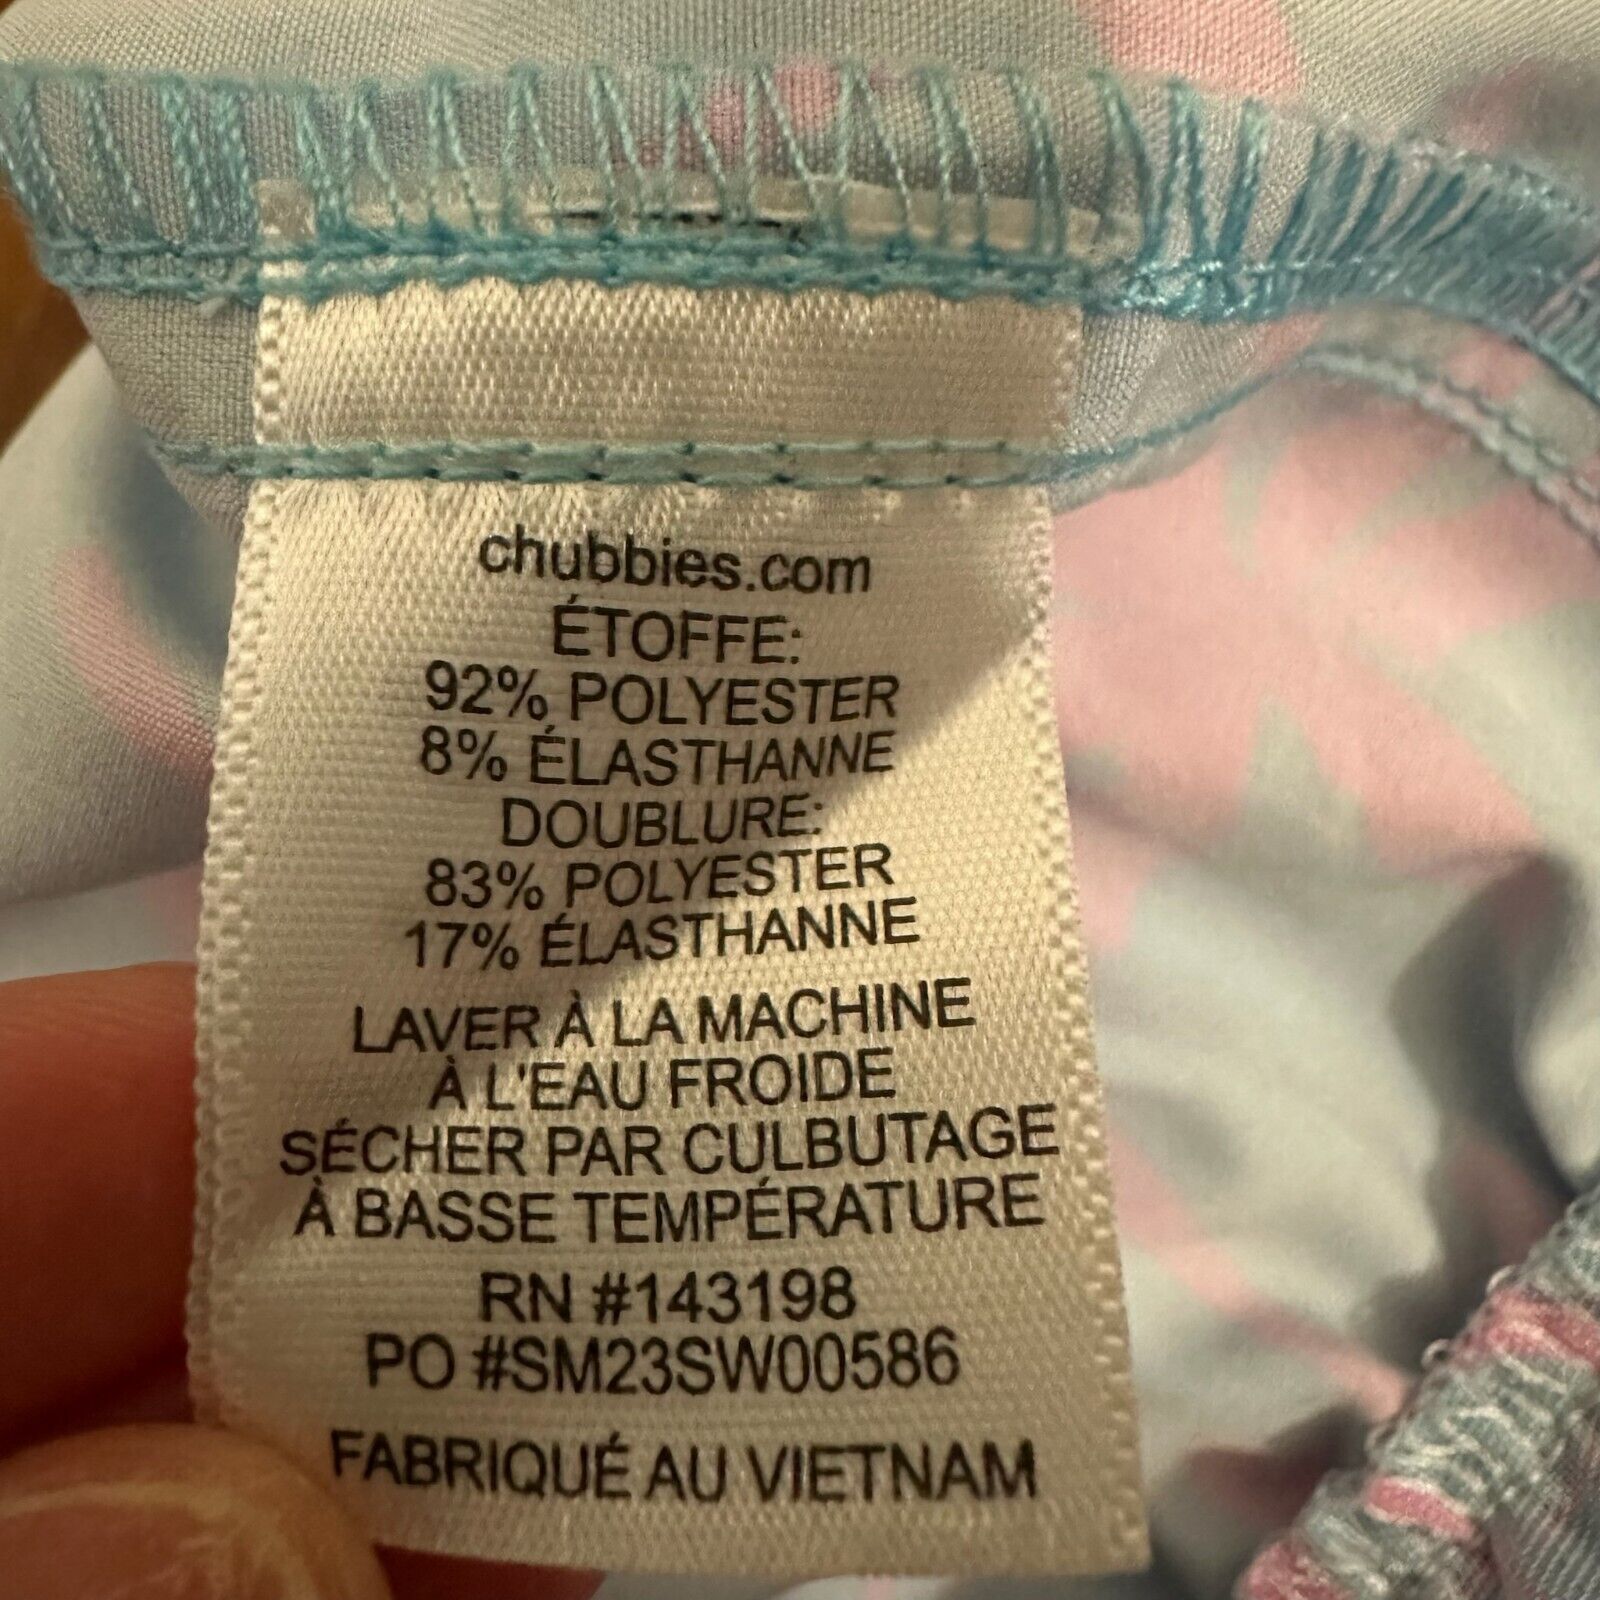 chubbies.com
ÉTOFFE:
92% POLYESTER
8% ÉLASTHANNE
DOUBLURE:
83% POLYESTER
17% ÉLASTHANNE
LAVER À LA MACHINE
À L'EAU FROIDE
SÉCHER PAR CULBUTAGE
À BASSE TEMPÉRATURE
RN #143198
PO #SM23SW00586
FABRIQUÉ AU VIETNAM